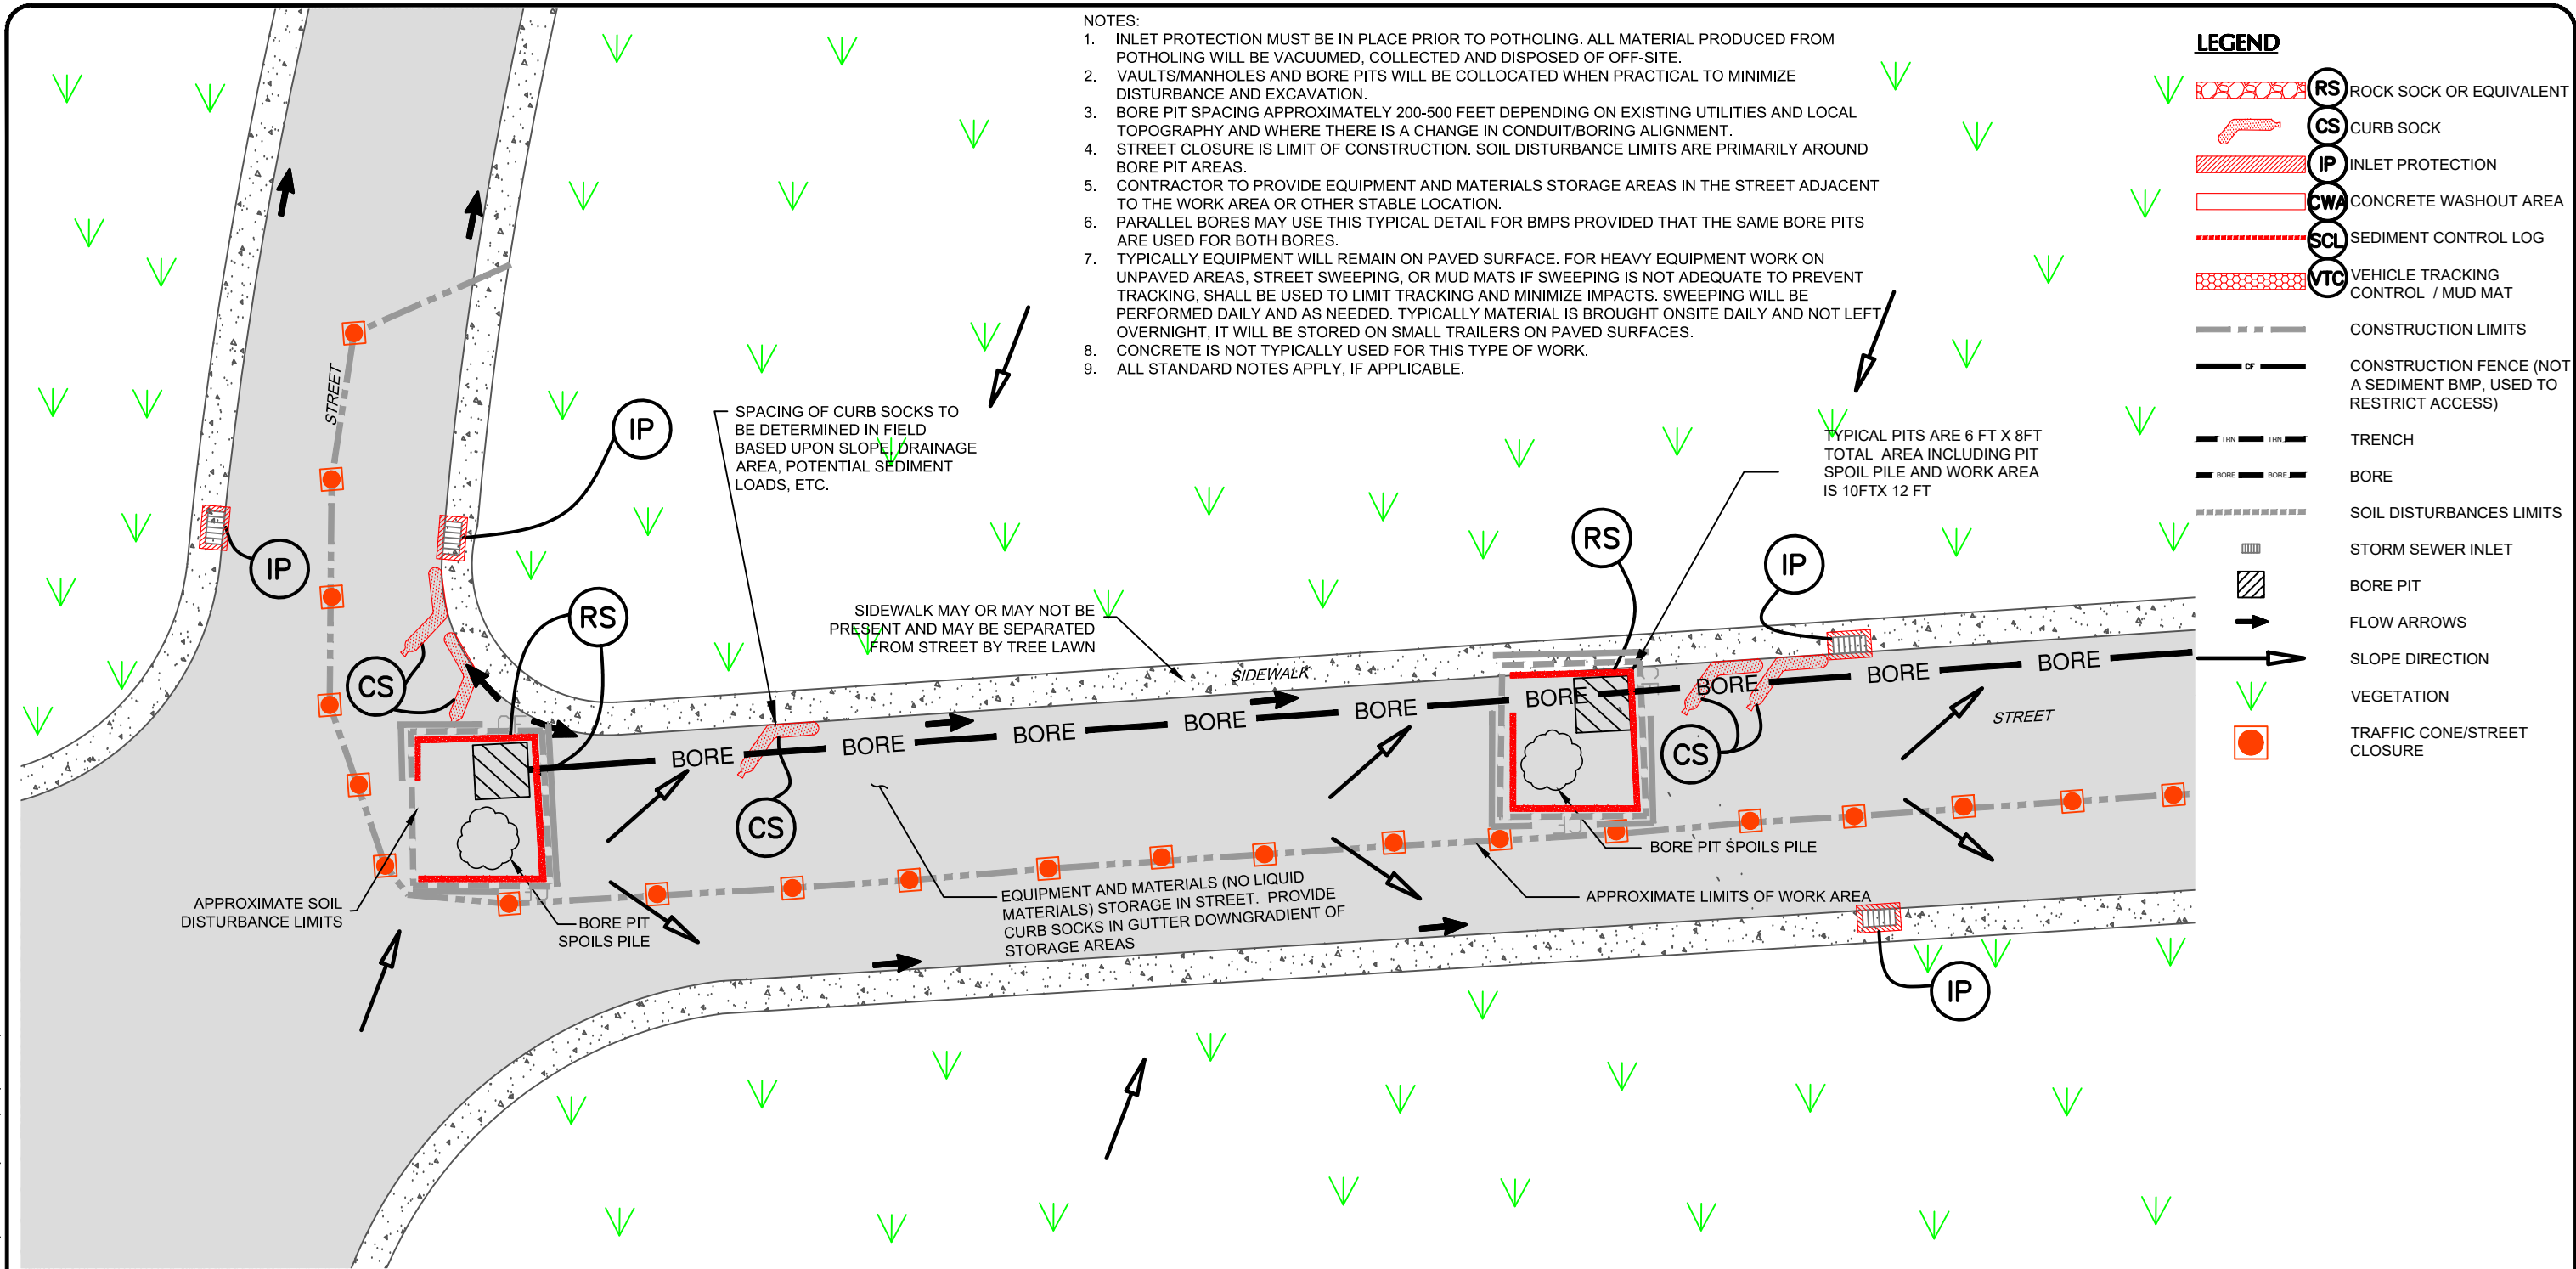 NOTES:
1. INLET PROTECTION MUST BE IN PLACE PRIOR TO POTHOLING. ALL MATERIAL PRODUCED FROM
POTHOLING WILL BE VACUUMED, COLLECTED AND DISPOSED OF OFF-SITE.
2. VAULTS/MANHOLES AND BORE PITS WILL BE COLLOCATED WHEN PRACTICAL TO MINIMIZE
DISTURBANCE AND EXCAVATION.
3. BORE PIT SPACING APPROXIMATELY 200-500 FEET DEPENDING ON EXISTING UTILITIES AND LOCAL
TOPOGRAPHY AND WHERE THERE IS A CHANGE IN CONDUIT/BORING ALIGNMENT.
4. STREET CLOSURE IS LIMIT OF CONSTRUCTION. SOIL DISTURBANCE LIMITS ARE PRIMARILY AROUND
BORE PIT AREAS.
5. CONTRACTOR TO PROVIDE EQUIPMENT AND MATERIALS STORAGE AREAS IN THE STREET ADJACENT
TO THE WORK AREA OR OTHER STABLE LOCATION.
6. PARALLEL BORES MAY USE THIS TYPICAL DETAIL FOR BMPS PROVIDED THAT THE SAME BORE PITS
ARE USED FOR BOTH BORES.
7. TYPICALLY EQUIPMENT WILL REMAIN ON PAVED SURFACE. FOR HEAVY EQUIPMENT WORK ON
UNPAVED AREAS, STREET SWEEPING, OR MUD MATS IF SWEEPING IS NOT ADEQUATE TO PREVENT
TRACKING, SHALL BE USED TO LIMIT TRACKING AND MINIMIZE IMPACTS. SWEEPING WILL BE
PERFORMED DAILY AND AS NEEDED. TYPICALLY MATERIAL IS BROUGHT ONSITE DAILY AND NOT LEFT
OVERNIGHT, IT WILL BE STORED ON SMALL TRAILERS ON PAVED SURFACES.
8. CONCRETE IS NOT TYPICALLY USED FOR THIS TYPE OF WORK.
9. ALL STANDARD NOTES APPLY, IF APPLICABLE.
LEGEND
RS ROCK SOCK OR EQUIVALENT
CS CURB SOCK
IP INLET PROTECTION
CWA CONCRETE WASHOUT AREA
SCL SEDIMENT CONTROL LOG
VTC VEHICLE TRACKING
CONTROL / MUD MAT
CONSTRUCTION LIMITS
CF CONSTRUCTION FENCE (NOT
A SEDIMENT BMP, USED TO
RESTRICT ACCESS)
TRN TRN TRENCH
BORE BORE BORE
SOIL DISTURBANCES LIMITS
STORM SEWER INLET
BORE PIT
FLOW ARROWS
SLOPE DIRECTION
VEGETATION
TRAFFIC CONE/STREET
CLOSURE
STREET
IP
IP
SPACING OF CURB SOCKS TO
BE DETERMINED IN FIELD
BASED UPON SLOPE, DRAINAGE
AREA, POTENTIAL SEDIMENT
LOADS, ETC.
TYPICAL PITS ARE 6 FT X 8FT
TOTAL AREA INCLUDING PIT
SPOIL PILE AND WORK AREA
IS 10FTX 12 FT
RS
IP
RS
SIDEWALK MAY OR MAY NOT BE
PRESENT AND MAY BE SEPARATED
FROM STREET BY TREE LAWN
SIDEWALK
CS
CF
CF
BORE BORE BORE BORE BORE BORE BORE BORE BORE
STREET
CS
CS
CF
CF
BORE PIT SPOILS PILE
APPROXIMATE SOIL
DISTURBANCE LIMITS
BORE PIT
SPOILS PILE
EQUIPMENT AND MATERIALS (NO LIQUID
MATERIALS) STORAGE IN STREET. PROVIDE
CURB SOCKS IN GUTTER DOWNGRADIENT OF
STORAGE AREAS
APPROXIMATE LIMITS OF WORK AREA
IP